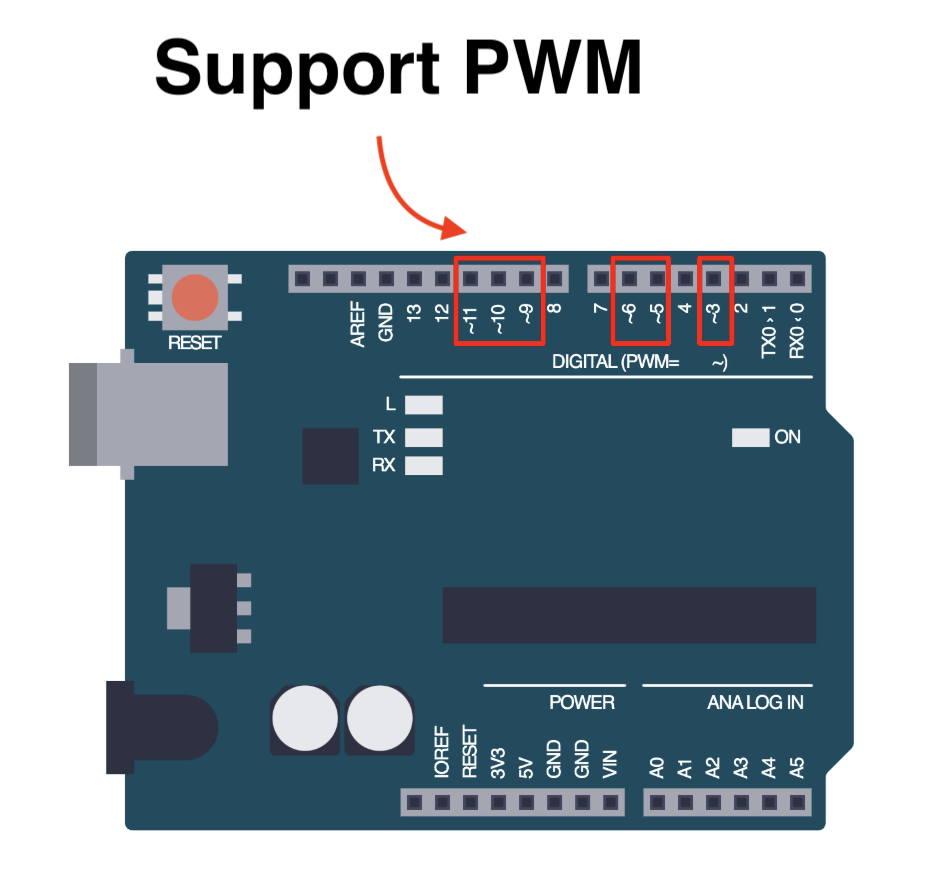 Support PWM
RESET
AREF
GND
13
12
~11
~10
~9
8
7
~6
~5
4
~3
2
TX0›1
RX0‹0
DIGITAL (PWM= ~)
L
TX
RX
ON
POWER
ANALOG IN
IOREF
RESET
3V3
5V
GND
GND
VIN
A0
A1
A2
A3
A4
A5